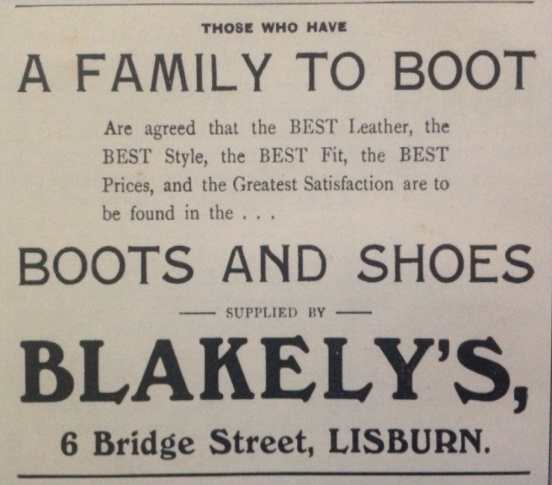 THOSE WHO HAVE
A FAMILY TO BOOT
Are agreed that the BEST Leather, the
BEST Style, the BEST Fit, the BEST
Prices, and the Greatest Satisfaction are to
be found in the . . .
BOOTS AND SHOES
SUPPLIED BY
BLAKELY'S,
6 Bridge Street, LISBURN.